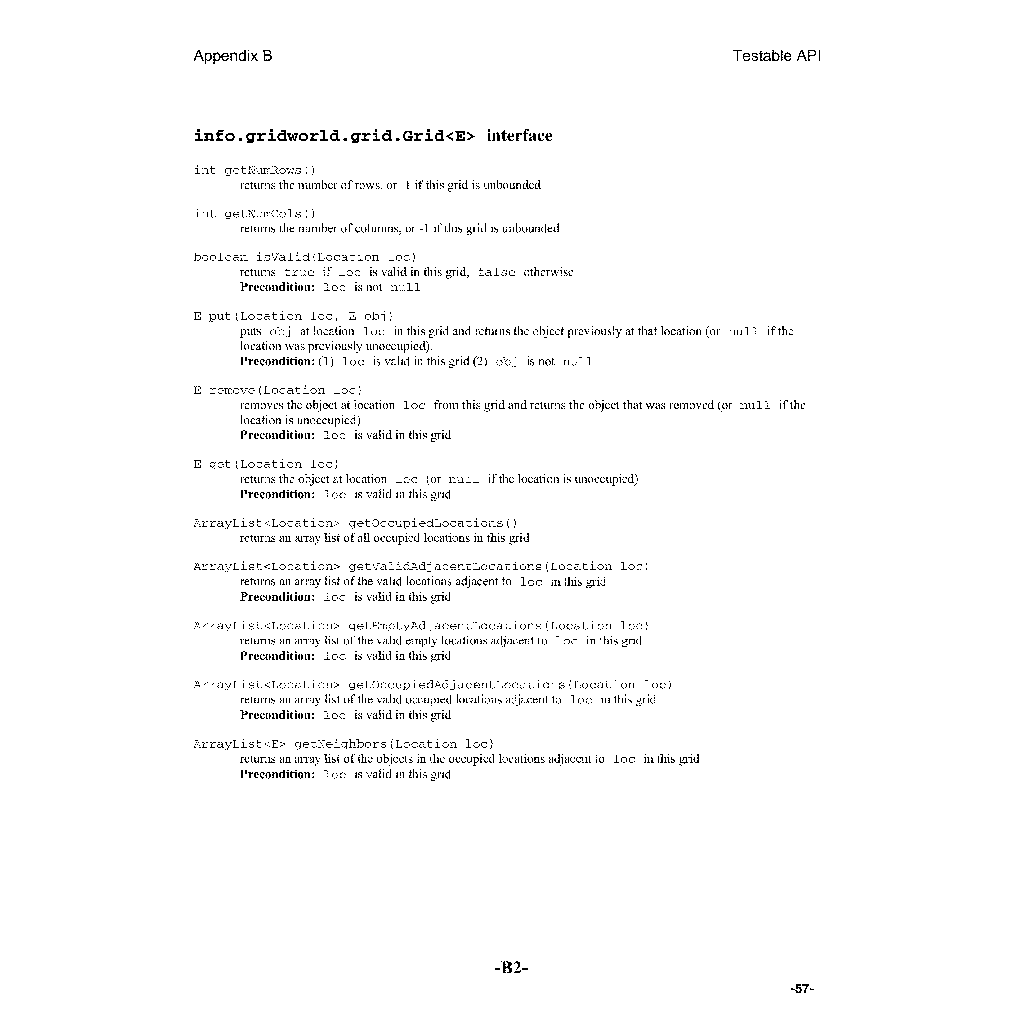 Appendix B
Testable API
info.gridworld.grid.Grid<E> interface
int getNumRows()
returns the number of rows, or -1 if this grid is unbounded
int getNumCols()
returns the number of columns, or -1 if this grid is unbounded
boolean isValid(Location loc)
returns true if loc is valid in this grid, false otherwise
Precondition: loc is not null
E put(Location loc, E obj)
puts obj at location loc in this grid and returns the object previously at that location (or null if the
location was previously unoccupied).
Precondition: (1) loc is valid in this grid (2) obj is not null
E remove(Location loc)
removes the object at location loc from this grid and returns the object that was removed (or null if the
location is unoccupied)
Precondition: loc is valid in this grid
E get(Location loc)
returns the object at location loc (or null if the location is unoccupied)
Precondition: loc is valid in this grid
ArrayList<Location> getOccupiedLocations()
returns an array list of all occupied locations in this grid
ArrayList<Location> getValidAdjacentLocations(Location loc)
returns an array list of the valid locations adjacent to loc in this grid
Precondition: loc is valid in this grid
ArrayList<Location> getEmptyAdjacentLocations(Location loc)
returns an array list of the valid empty locations adjacent to loc in this grid
Precondition: loc is valid in this grid
ArrayList<Location> getOccupiedAdjacentLocations(Location loc)
returns an array list of the valid occupied locations adjacent to loc in this grid
Precondition: loc is valid in this grid
ArrayList<E> getNeighbors(Location loc)
returns an array list of the objects in the occupied locations adjacent to loc in this grid
Precondition: loc is valid in this grid
-B2-
-57-